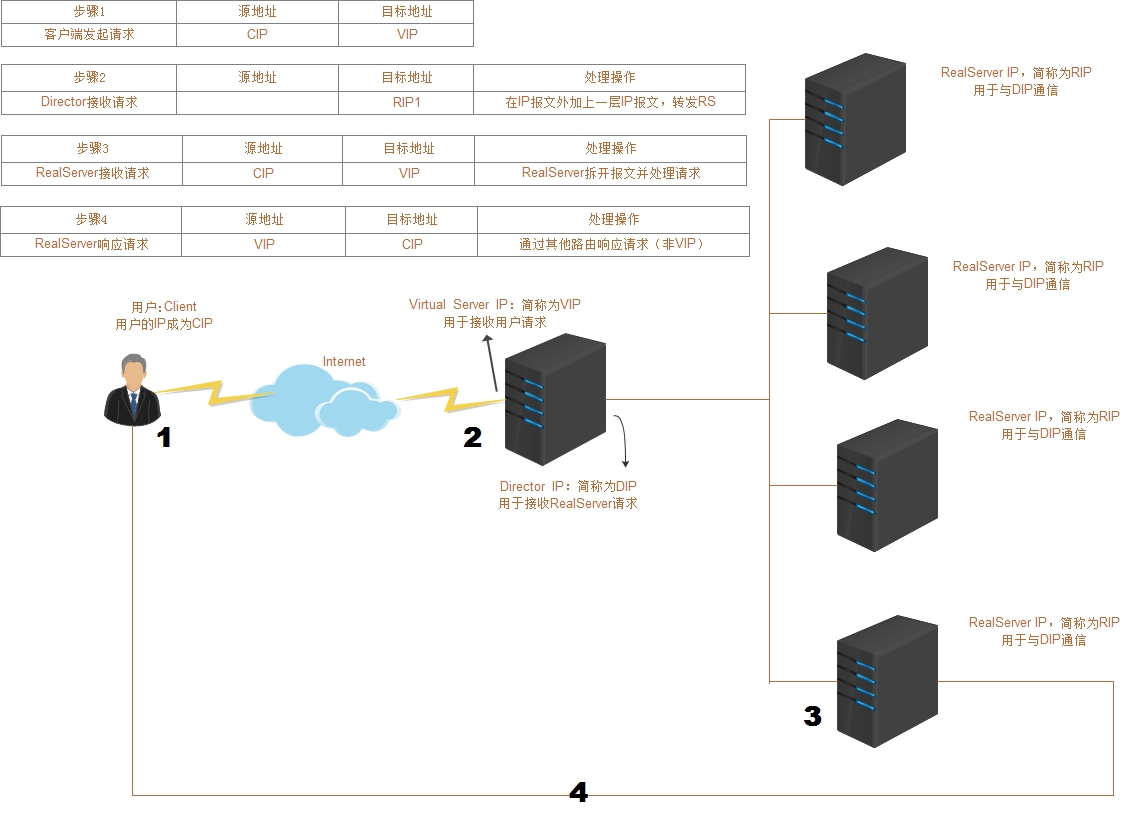 步骤1 源地址 目标地址
客户端发起请求 CIP VIP
步骤2 源地址 目标地址 处理操作
Director接收请求 RIP1 在IP报文外加上一层IP报文，转发RS
步骤3 源地址 目标地址 处理操作
RealServer接收请求 CIP VIP RealServer拆开报文并处理请求
步骤4 源地址 目标地址 处理操作
RealServer响应请求 VIP CIP 通过其他路由响应请求（非VIP）
RealServer IP，简称为RIP
用于与DIP通信
RealServer IP，简称为RIP
用于与DIP通信
用户:Client
用户的IP成为CIP
Virtual Server IP：简称为VIP
用于接收用户请求
Internet
1
2
RealServer IP，简称为RIP
用于与DIP通信
Director IP：简称为DIP
用于接收RealServer请求
RealServer IP，简称为RIP
用于与DIP通信
3
4